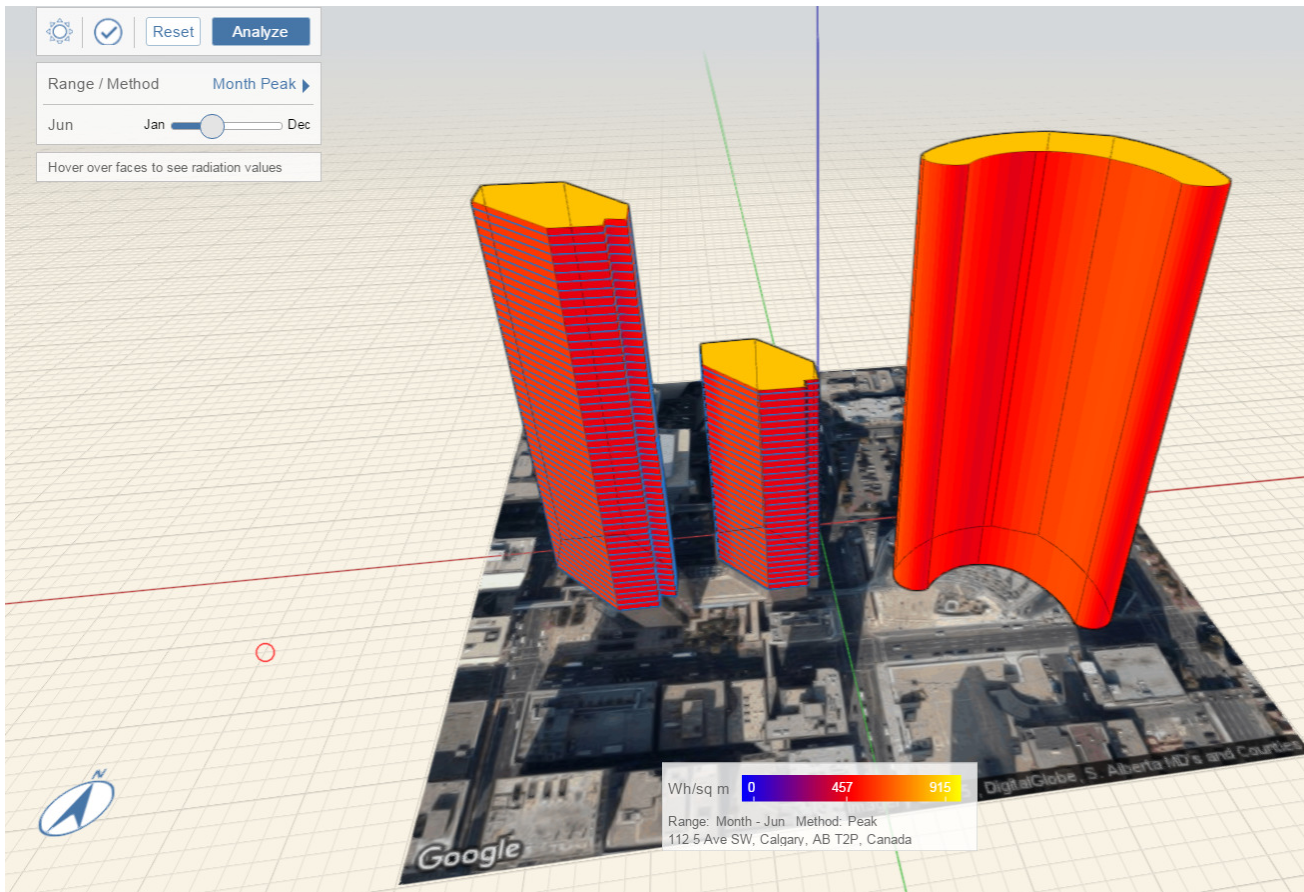 Reset
Analyze
Range / Method
Month Peak
Jun
Jan
Dec
Hover over faces to see radiation values
N
Wh/sq m
0
457
915
Range: Month - Jun Method: Peak
112 5 Ave SW, Calgary, AB T2P, Canada
, DigitalGlobe, S. Alberta MD's and Counties
Google